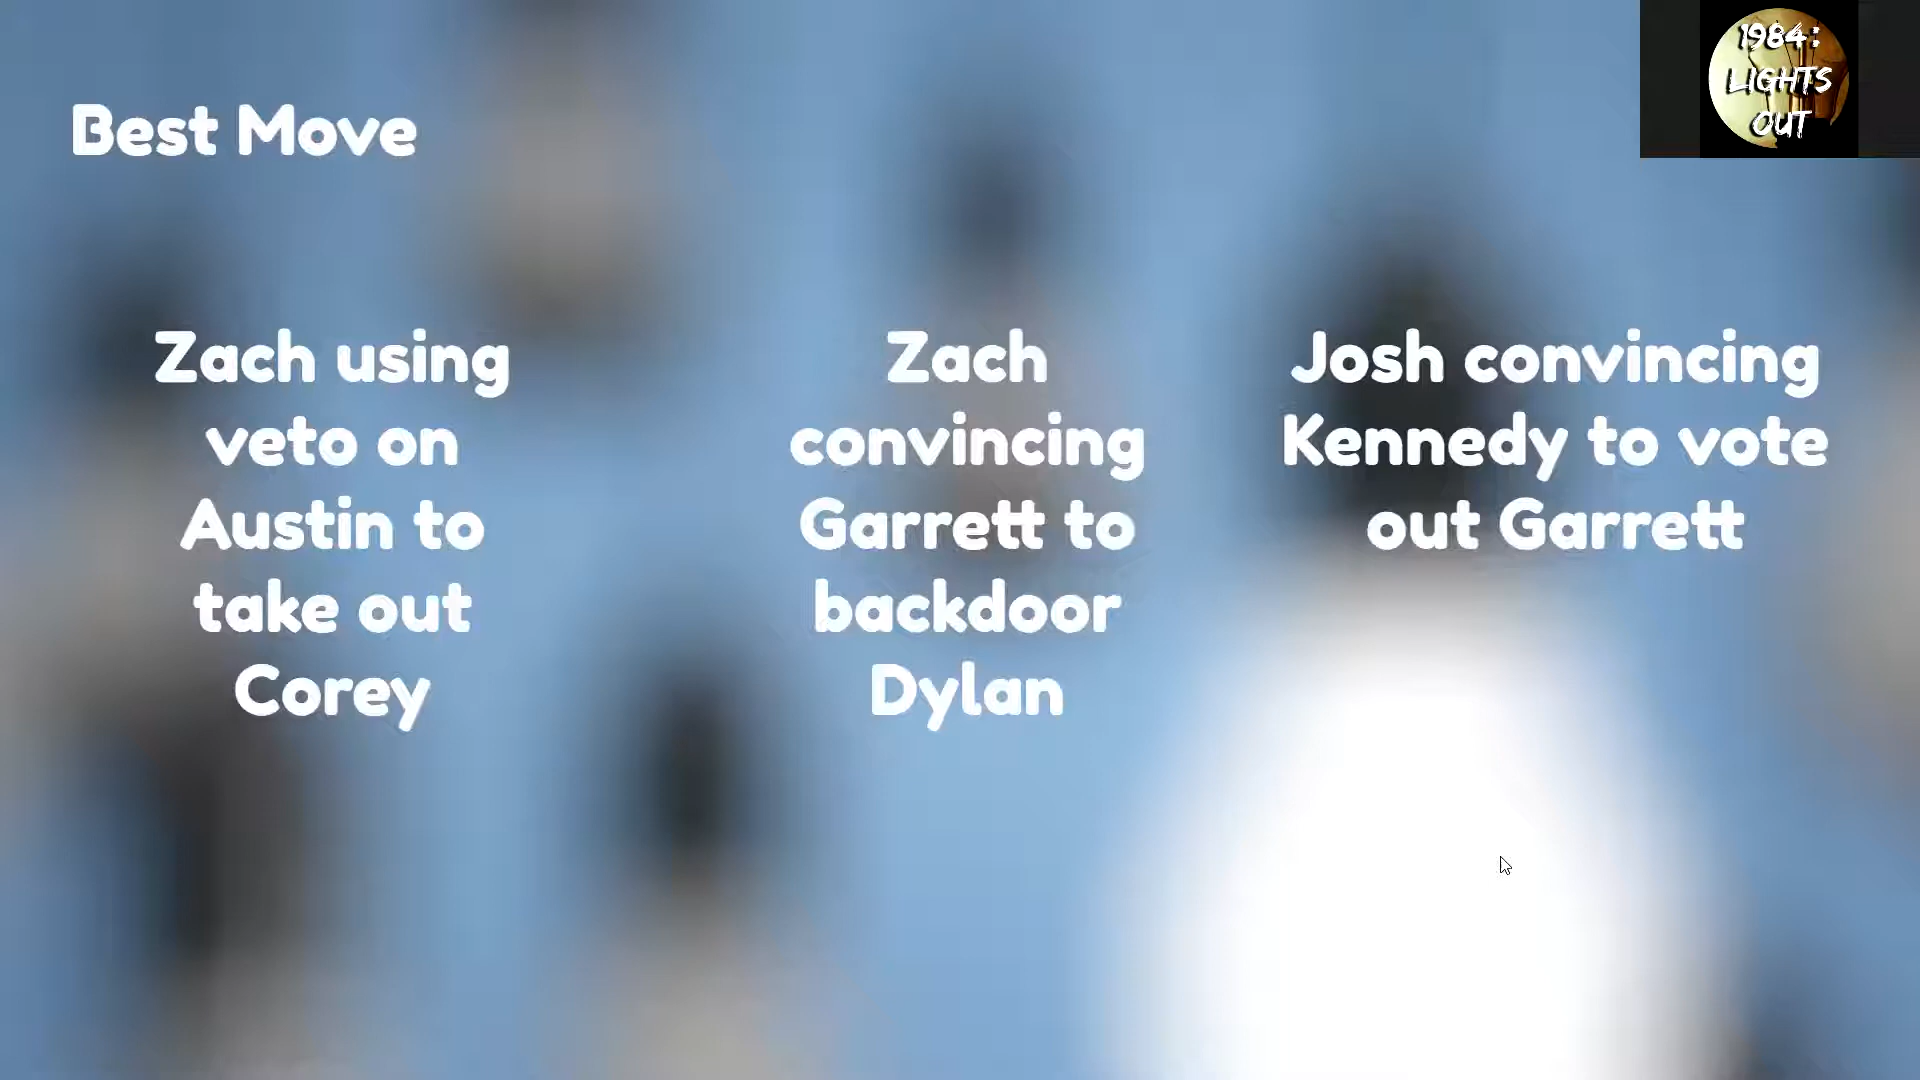 Best Move
1984:
LIGHTS
OUT
Zach using
veto on
Austin to
take out
Corey
Zach
convincing
Garrett to
backdoor
Dylan
Josh convincing
Kennedy to vote
out Garrett